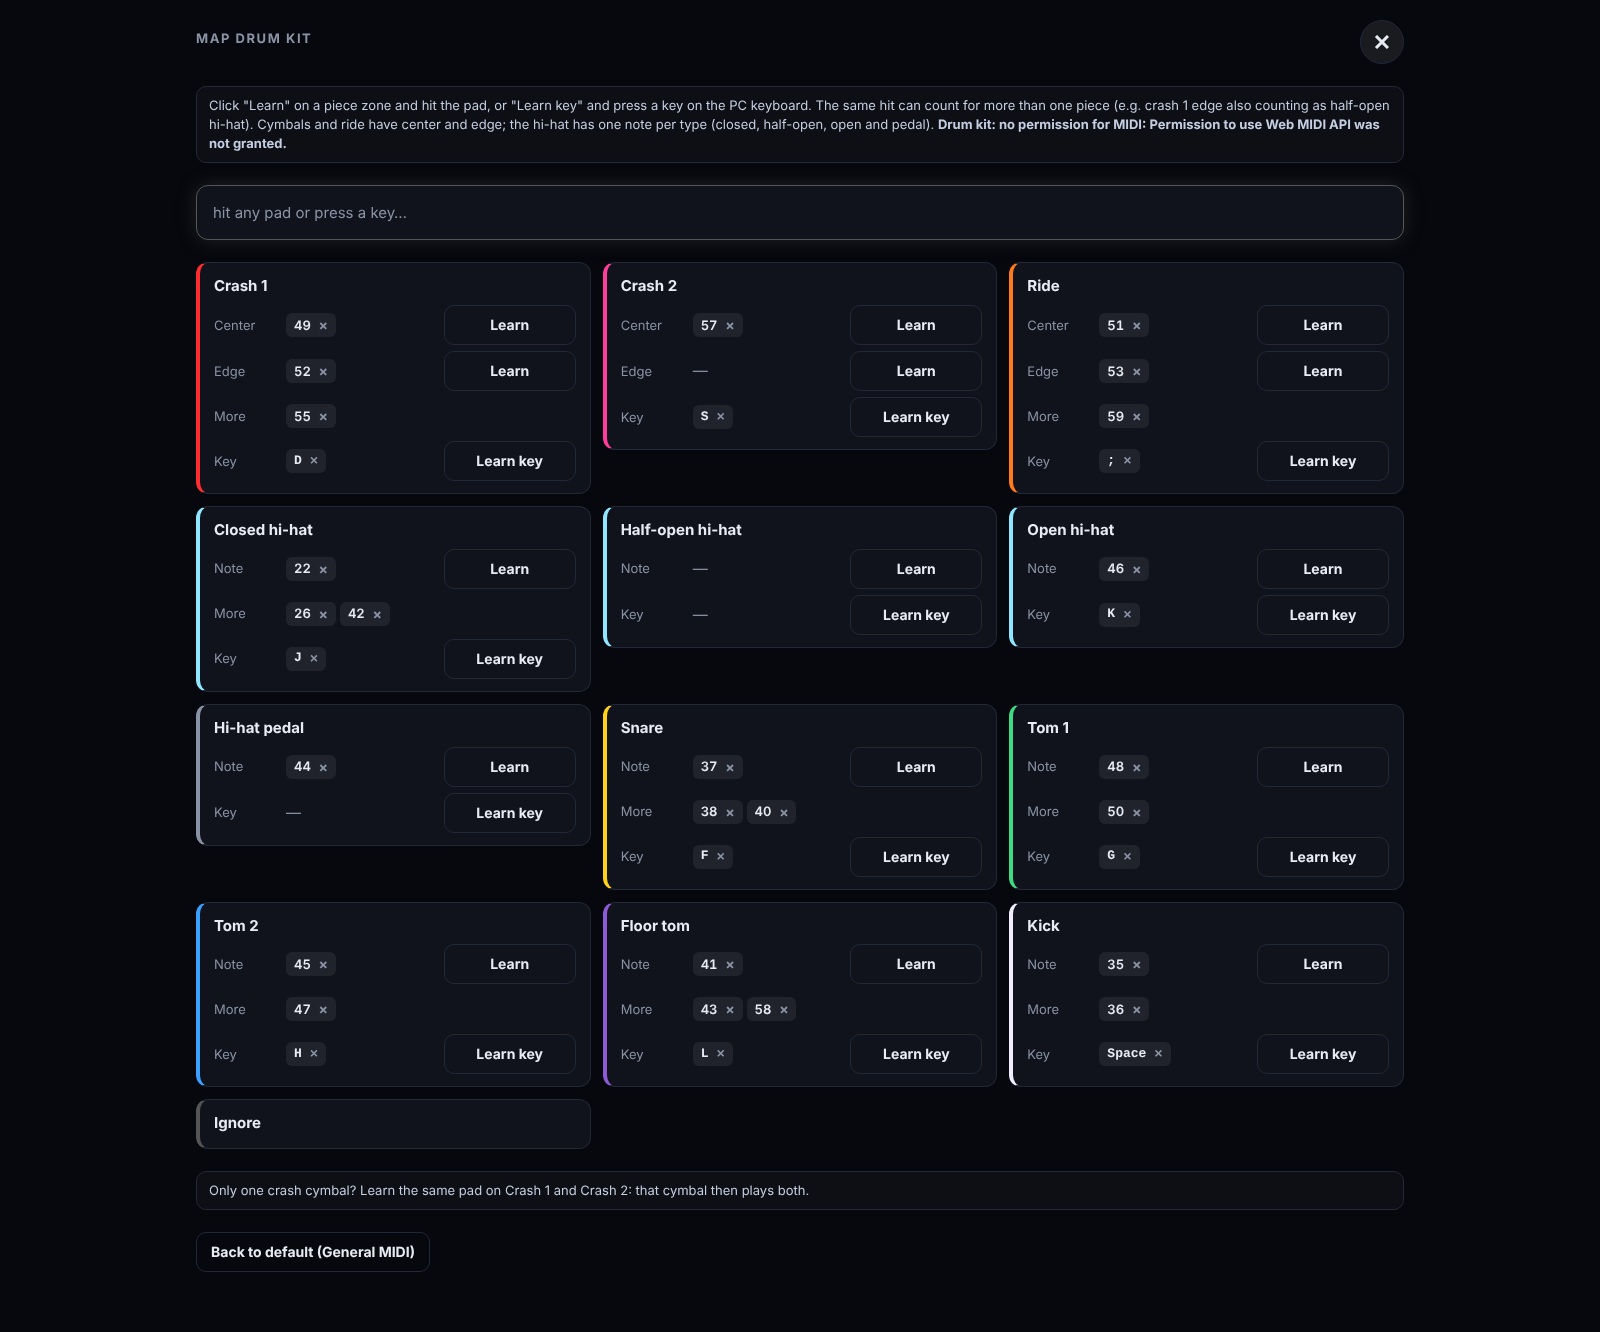 MAP DRUM KIT
✕
Click "Learn" on a piece zone and hit the pad, or "Learn key" and press a key on the PC keyboard. The same hit can count for more than one piece (e.g. crash 1 edge also counting as half-open
hi-hat). Cymbals and ride have center and edge; the hi-hat has one note per type (closed, half-open, open and pedal). Drum kit: no permission for MIDI: Permission to use Web MIDI API was
not granted.
hit any pad or press a key...
Crash 1
Center 49 × Learn
Edge 52 × Learn
More 55 ×
Key D × Learn key
Crash 2
Center 57 × Learn
Edge — Learn
Key S × Learn key
Ride
Center 51 × Learn
Edge 53 × Learn
More 59 ×
Key ; × Learn key
Closed hi-hat
Note 22 × Learn
More 26 × 42 ×
Key J × Learn key
Half-open hi-hat
Note — Learn
Key — Learn key
Open hi-hat
Note 46 × Learn
Key K × Learn key
Hi-hat pedal
Note 44 × Learn
Key — Learn key
Snare
Note 37 × Learn
More 38 × 40 ×
Key F × Learn key
Tom 1
Note 48 × Learn
More 50 ×
Key G × Learn key
Tom 2
Note 45 × Learn
More 47 ×
Key H × Learn key
Floor tom
Note 41 × Learn
More 43 × 58 ×
Key L × Learn key
Kick
Note 35 × Learn
More 36 ×
Key Space × Learn key
Ignore
Only one crash cymbal? Learn the same pad on Crash 1 and Crash 2: that cymbal then plays both.
Back to default (General MIDI)